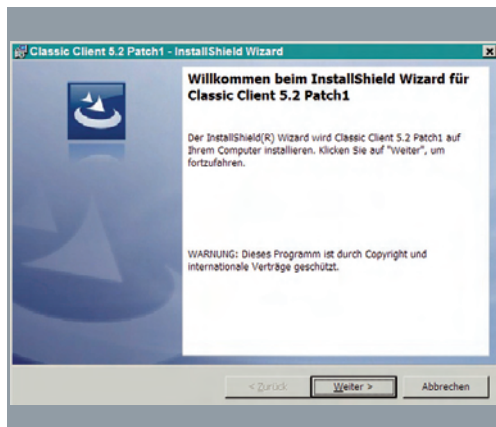 Classic Client 5.2 Patch1 - InstallShield Wizard
Willkommen beim InstallShield Wizard für
Classic Client 5.2 Patch1
Der InstallShield(R) Wizard wird Classic Client 5.2 Patch1 auf
Ihrem Computer installieren. Klicken Sie auf "Weiter", um
fortzufahren.
WARNUNG: Dieses Programm ist durch Copyright und
internationale Verträge geschützt.
< Zurück
Weiter >
Abbrechen